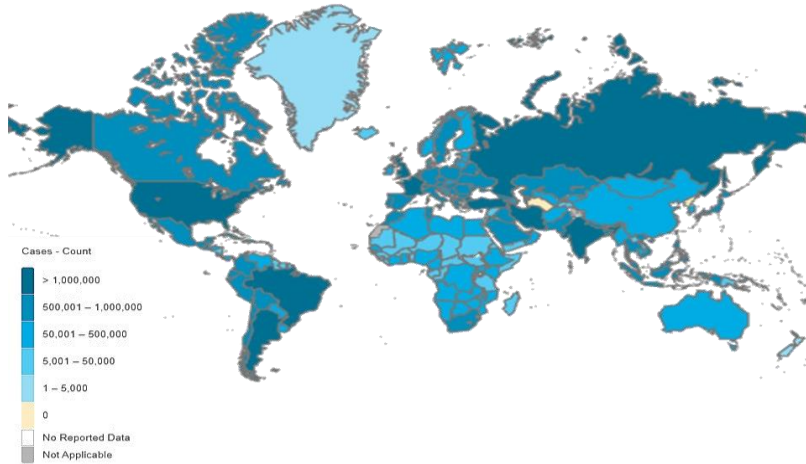 Cases - Count
> 1,000,000
500,001 – 1,000,000
50,001 – 500,000
5,001 – 50,000
1 – 5,000
0
No Reported Data
Not Applicable